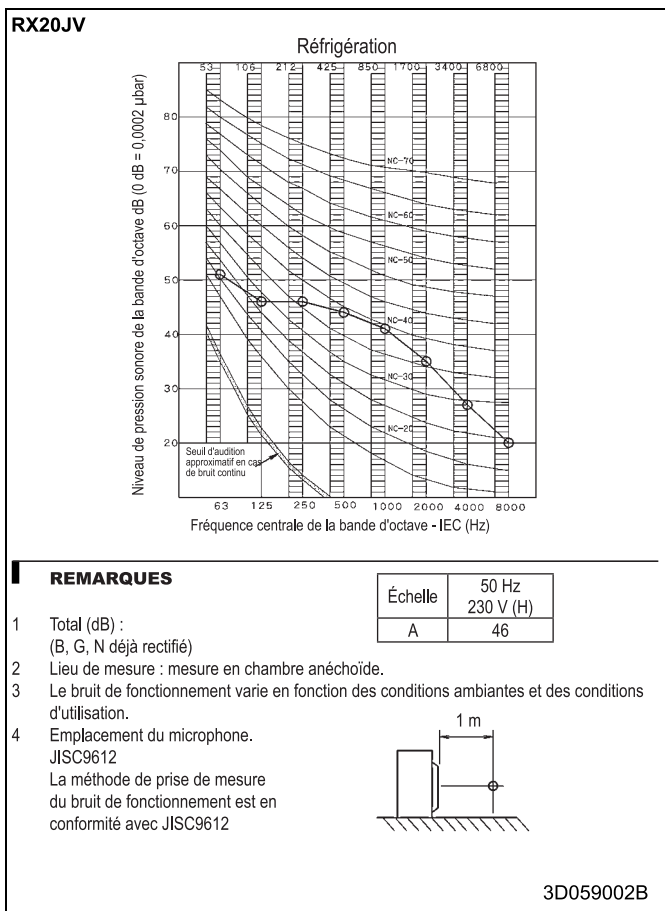 RX20JV
Réfrigération
53 106 212 425 850 1700 3400 6800
Niveau de pression sonore de la bande d'octave dB (0 dB = 0,0002 µbar)
80
70
60
50
40
30
20
NC-70
NC-60
NC-50
NC-40
NC-30
NC-20
Seuil d'audition
approximatif en cas
de bruit continu
63 125 250 500 1000 2000 4000 8000
Fréquence centrale de la bande d'octave - IEC (Hz)
REMARQUES
Échelle 50 Hz
230 V (H)
A 46
1 Total (dB) :
(B, G, N déjà rectifié)
2 Lieu de mesure : mesure en chambre anéchoïde.
3 Le bruit de fonctionnement varie en fonction des conditions ambiantes et des conditions
d'utilisation.
4 Emplacement du microphone.
JISC9612
La méthode de prise de mesure
du bruit de fonctionnement est en
conformité avec JISC9612
1 m
3D059002B